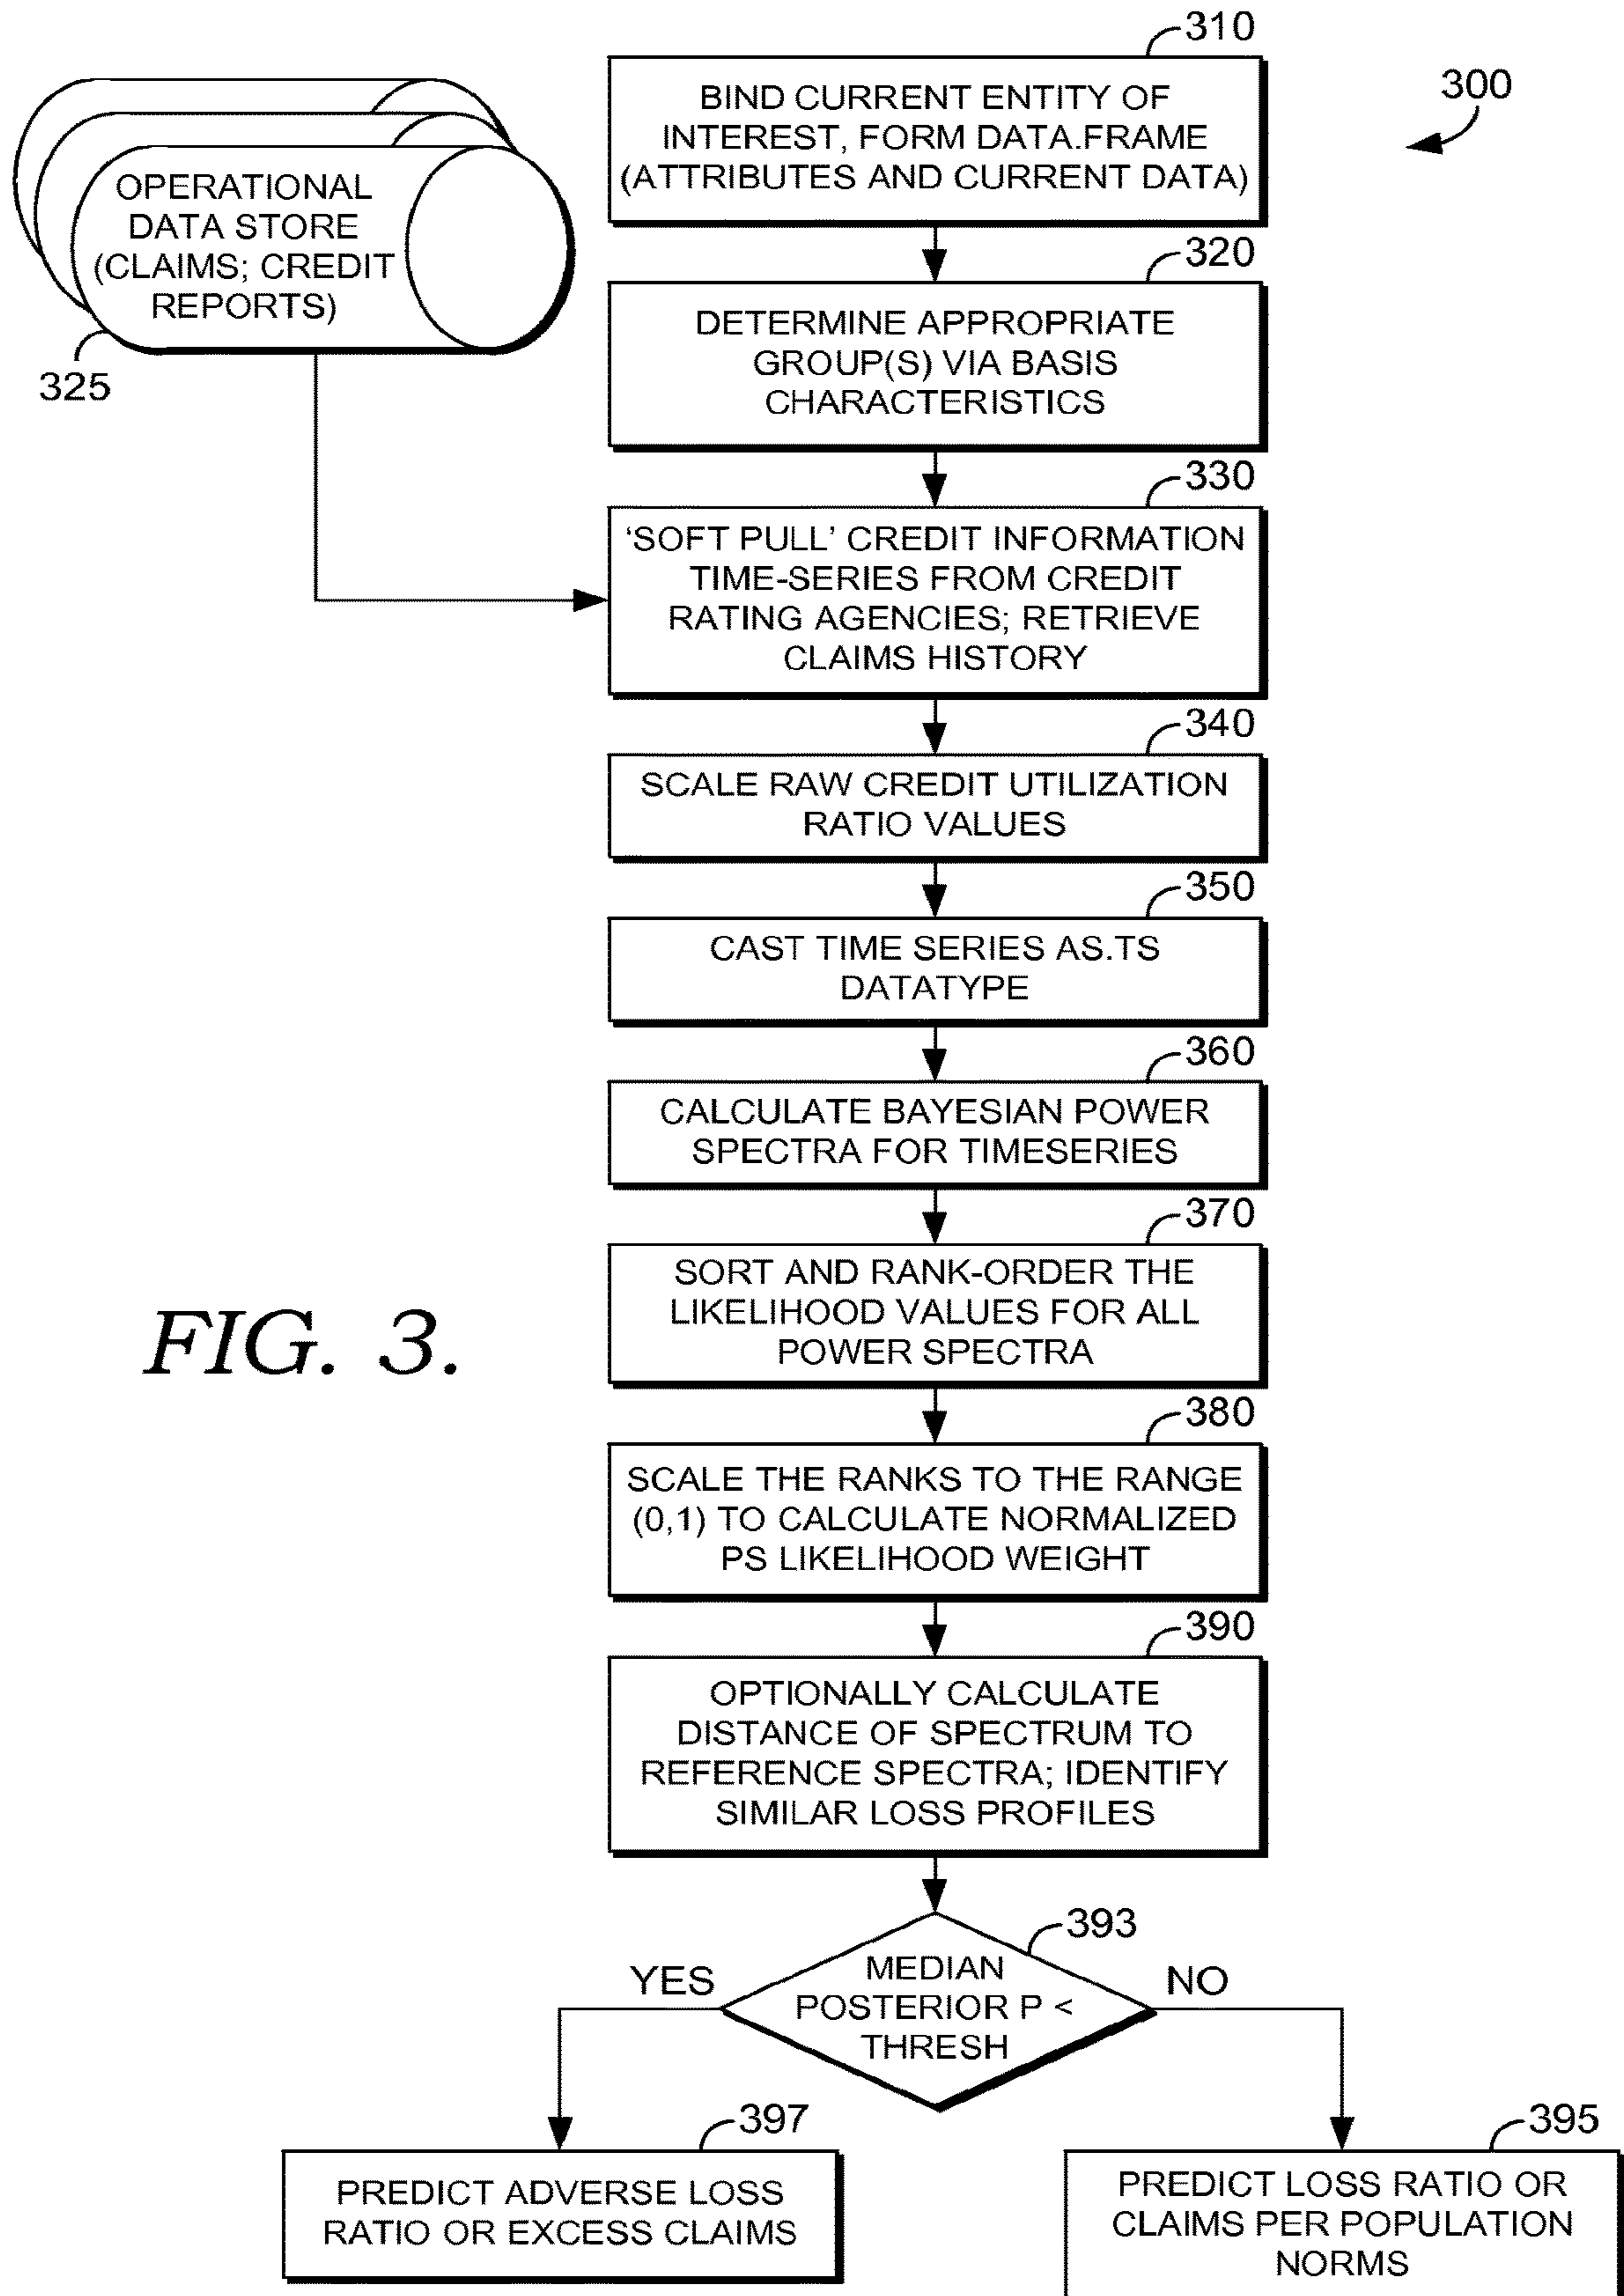 310
BIND CURRENT ENTITY OF
INTEREST, FORM DATA.FRAME
(ATTRIBUTES AND CURRENT DATA)
300
OPERATIONAL
DATA STORE
(CLAIMS; CREDIT
REPORTS)
325
320
DETERMINE APPROPRIATE
GROUP(S) VIA BASIS
CHARACTERISTICS
330
‘SOFT PULL’ CREDIT INFORMATION
TIME-SERIES FROM CREDIT
RATING AGENCIES; RETRIEVE
CLAIMS HISTORY
340
SCALE RAW CREDIT UTILIZATION
RATIO VALUES
350
CAST TIME SERIES AS.TS
DATATYPE
360
CALCULATE BAYESIAN POWER
SPECTRA FOR TIMESERIES
370
SORT AND RANK-ORDER THE
LIKELIHOOD VALUES FOR ALL
POWER SPECTRA
FIG. 3.
380
SCALE THE RANKS TO THE RANGE
(0,1) TO CALCULATE NORMALIZED
PS LIKELIHOOD WEIGHT
390
OPTIONALLY CALCULATE
DISTANCE OF SPECTRUM TO
REFERENCE SPECTRA; IDENTIFY
SIMILAR LOSS PROFILES
393
MEDIAN
POSTERIOR P <
THRESH
YES
NO
397
PREDICT ADVERSE LOSS
RATIO OR EXCESS CLAIMS
395
PREDICT LOSS RATIO OR
CLAIMS PER POPULATION
NORMS